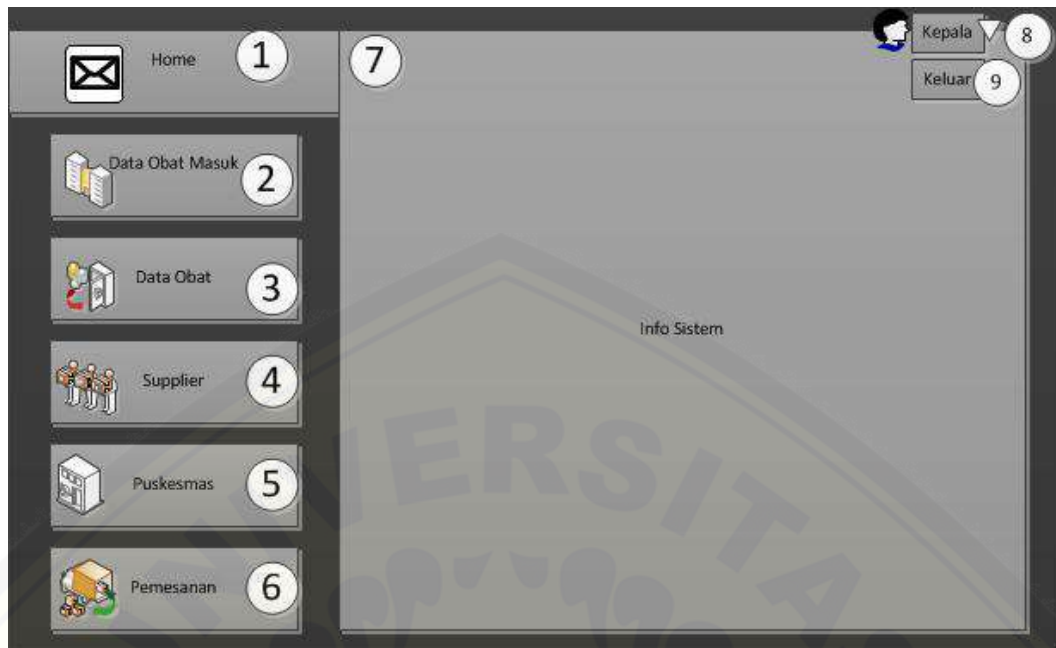 Home
1
7
Kepala
8
Keluar
9
Data Obat Masuk
2
Data Obat
3
Info Sistem
Supplier
4
Puskesmas
5
Pemesanan
6
UNIVERSITA